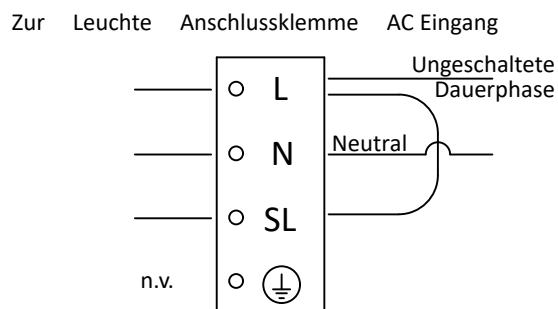 Zur Leuchte Anschlussklemme AC Eingang
Ungeschaltete
Dauerphase
L
N
Neutral
SL
n.v.